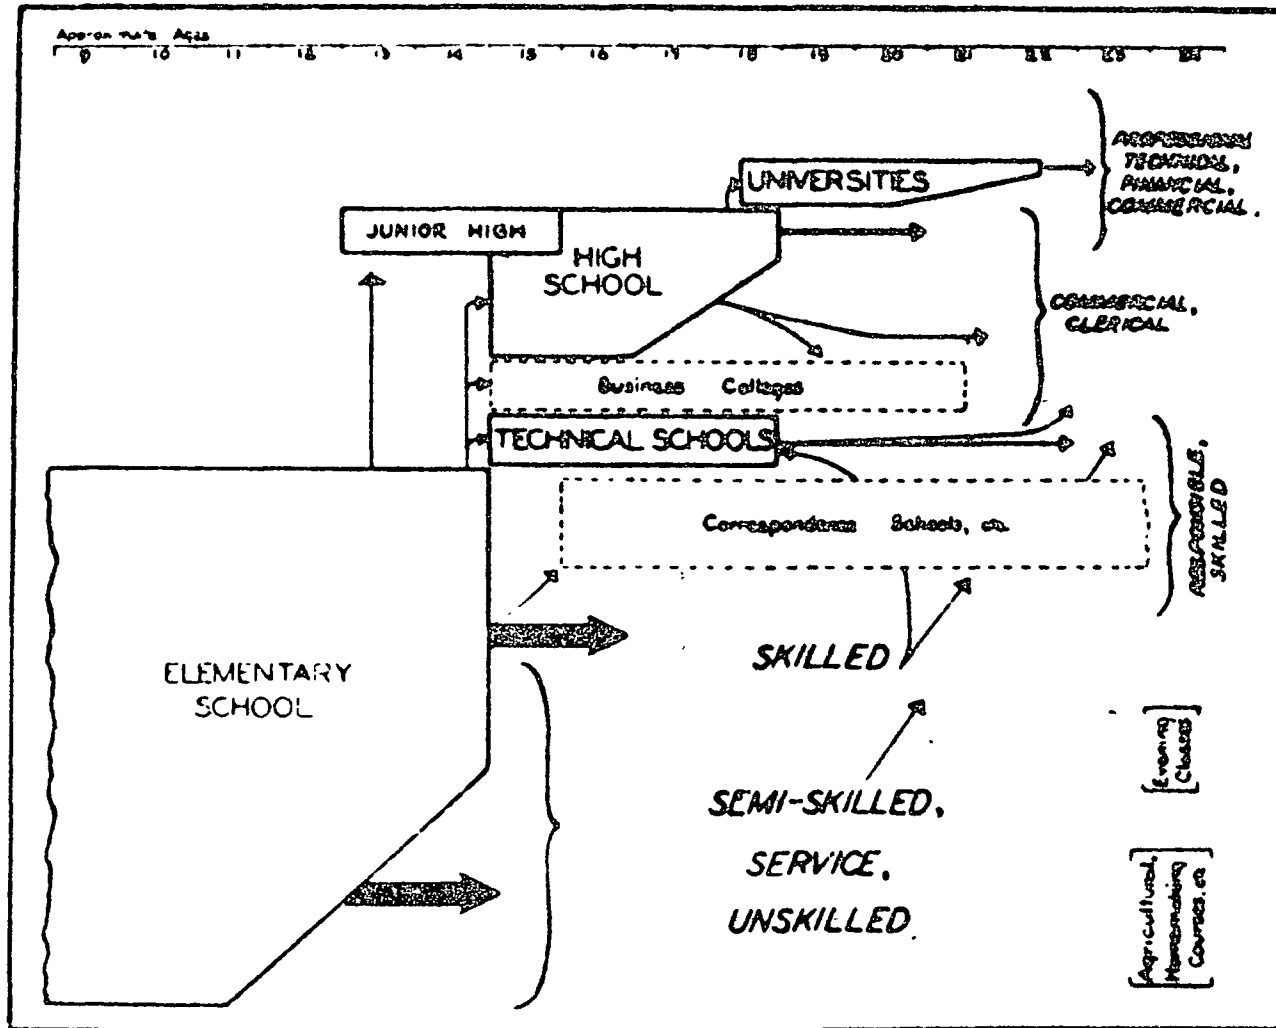 Approximate Ages
9 10 11 12 13 14 15 16 17 18 19 20 21 22 23 24
PROFESSIONAL
TECHNICAL,
FINANCIAL,
COMMERCIAL.
UNIVERSITIES
JUNIOR HIGH
HIGH
SCHOOL
COMMERCIAL,
CLERICAL
Business Colleges
TECHNICAL SCHOOLS
RESPONSIBLE,
SKILLED
Correspondence Schools, etc.
SKILLED
ELEMENTARY
SCHOOL
[Evening
Classes]
SEMI-SKILLED,
SERVICE,
UNSKILLED.
[Agricultural,
Homemaking
Courses, etc]